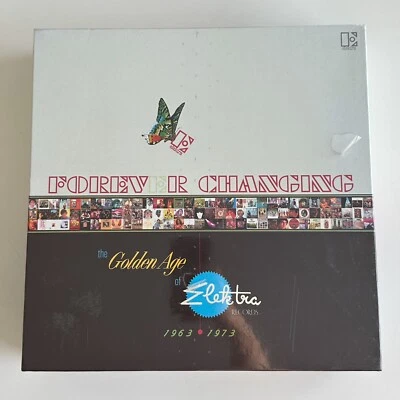 FOREVER CHANGING
the Golden Age
of Elektra
RECORDS
1963 • 1973